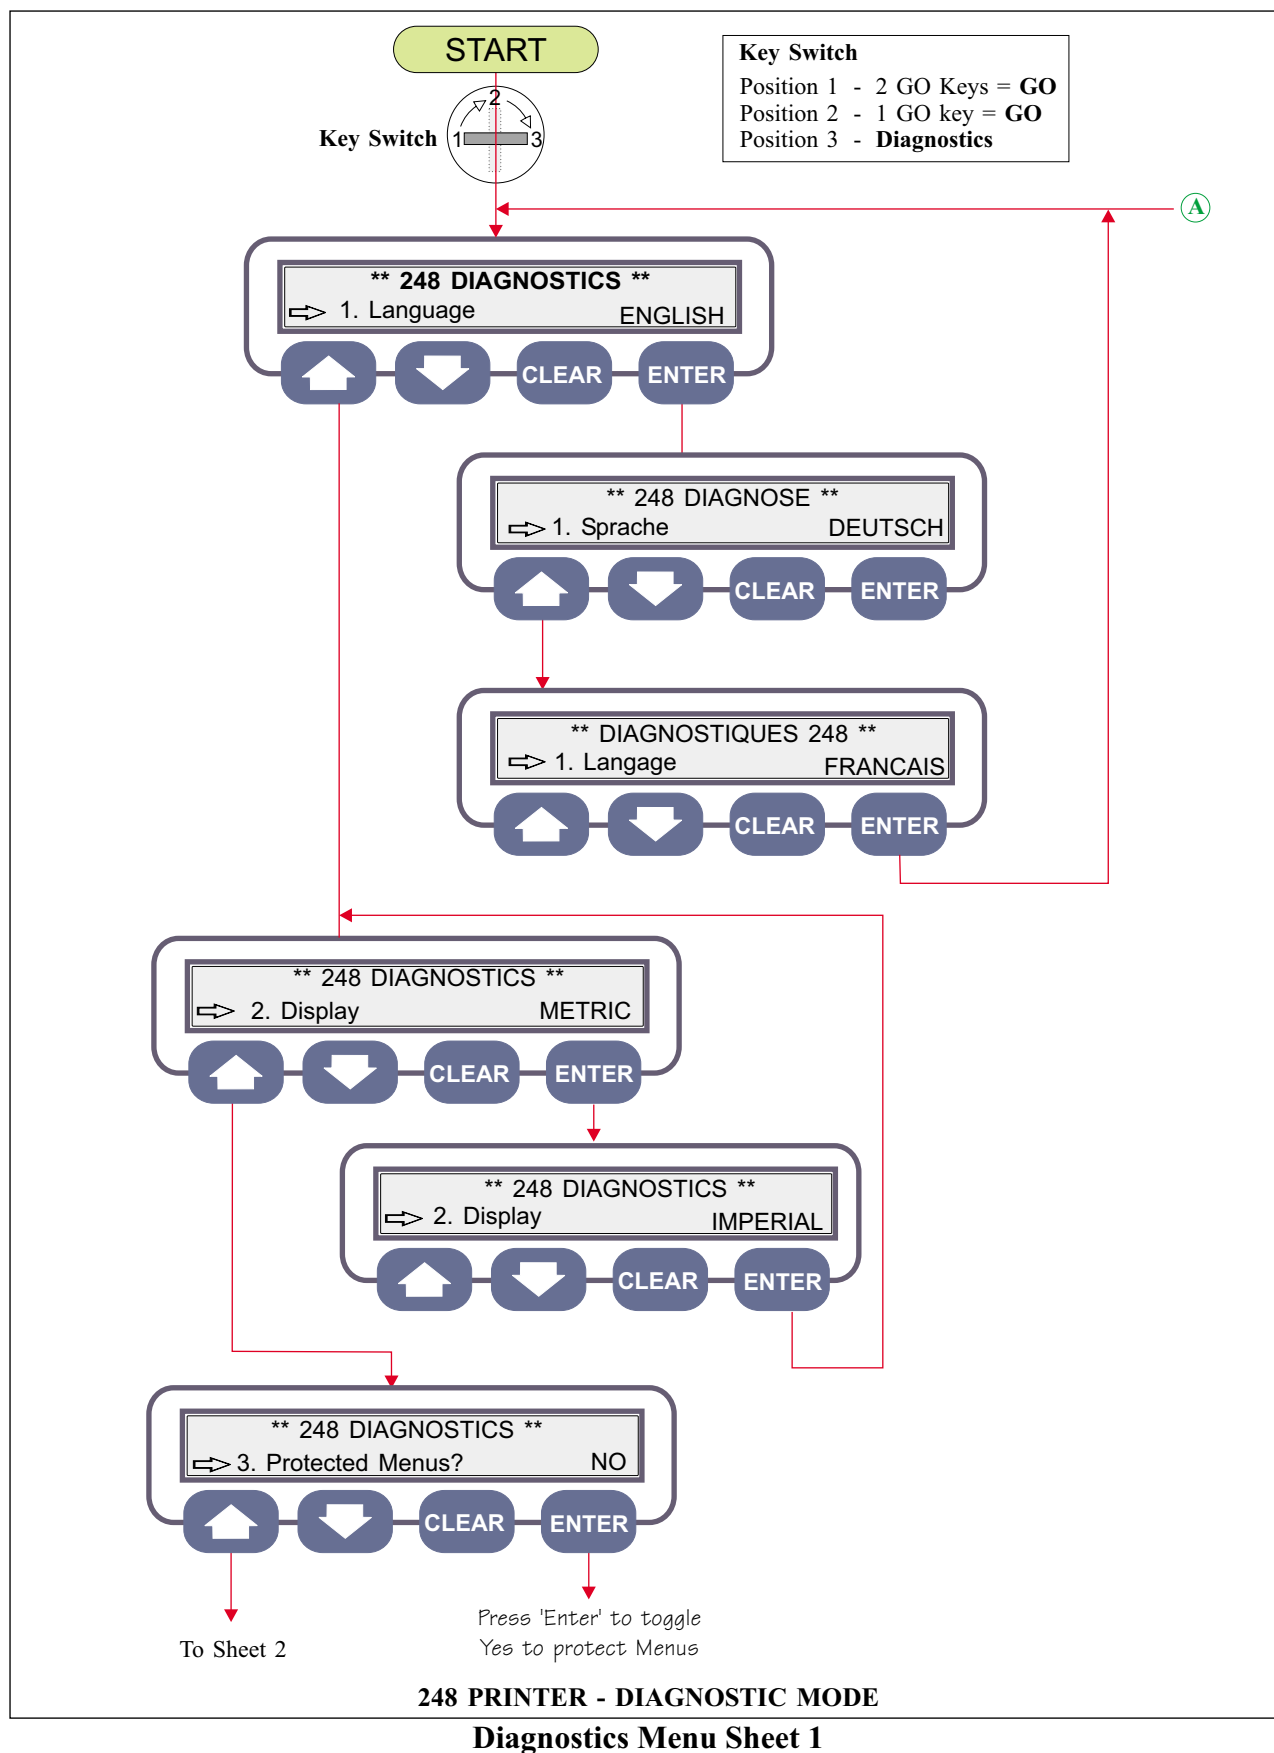 START
Key Switch
Position 1 - 2 GO Keys = GO
Position 2 - 1 GO key = GO
Position 3 - Diagnostics
2
Key Switch 1 3
A
** 248 DIAGNOSTICS **
1. Language ENGLISH
CLEAR ENTER
** 248 DIAGNOSE **
1. Sprache DEUTSCH
CLEAR ENTER
** DIAGNOSTIQUES 248 **
1. Langage FRANCAIS
CLEAR ENTER
** 248 DIAGNOSTICS **
2. Display METRIC
CLEAR ENTER
** 248 DIAGNOSTICS **
2. Display IMPERIAL
CLEAR ENTER
** 248 DIAGNOSTICS **
3. Protected Menus? NO
CLEAR ENTER
To Sheet 2
Press 'Enter' to toggle
Yes to protect Menus
248 PRINTER - DIAGNOSTIC MODE
Diagnostics Menu Sheet 1